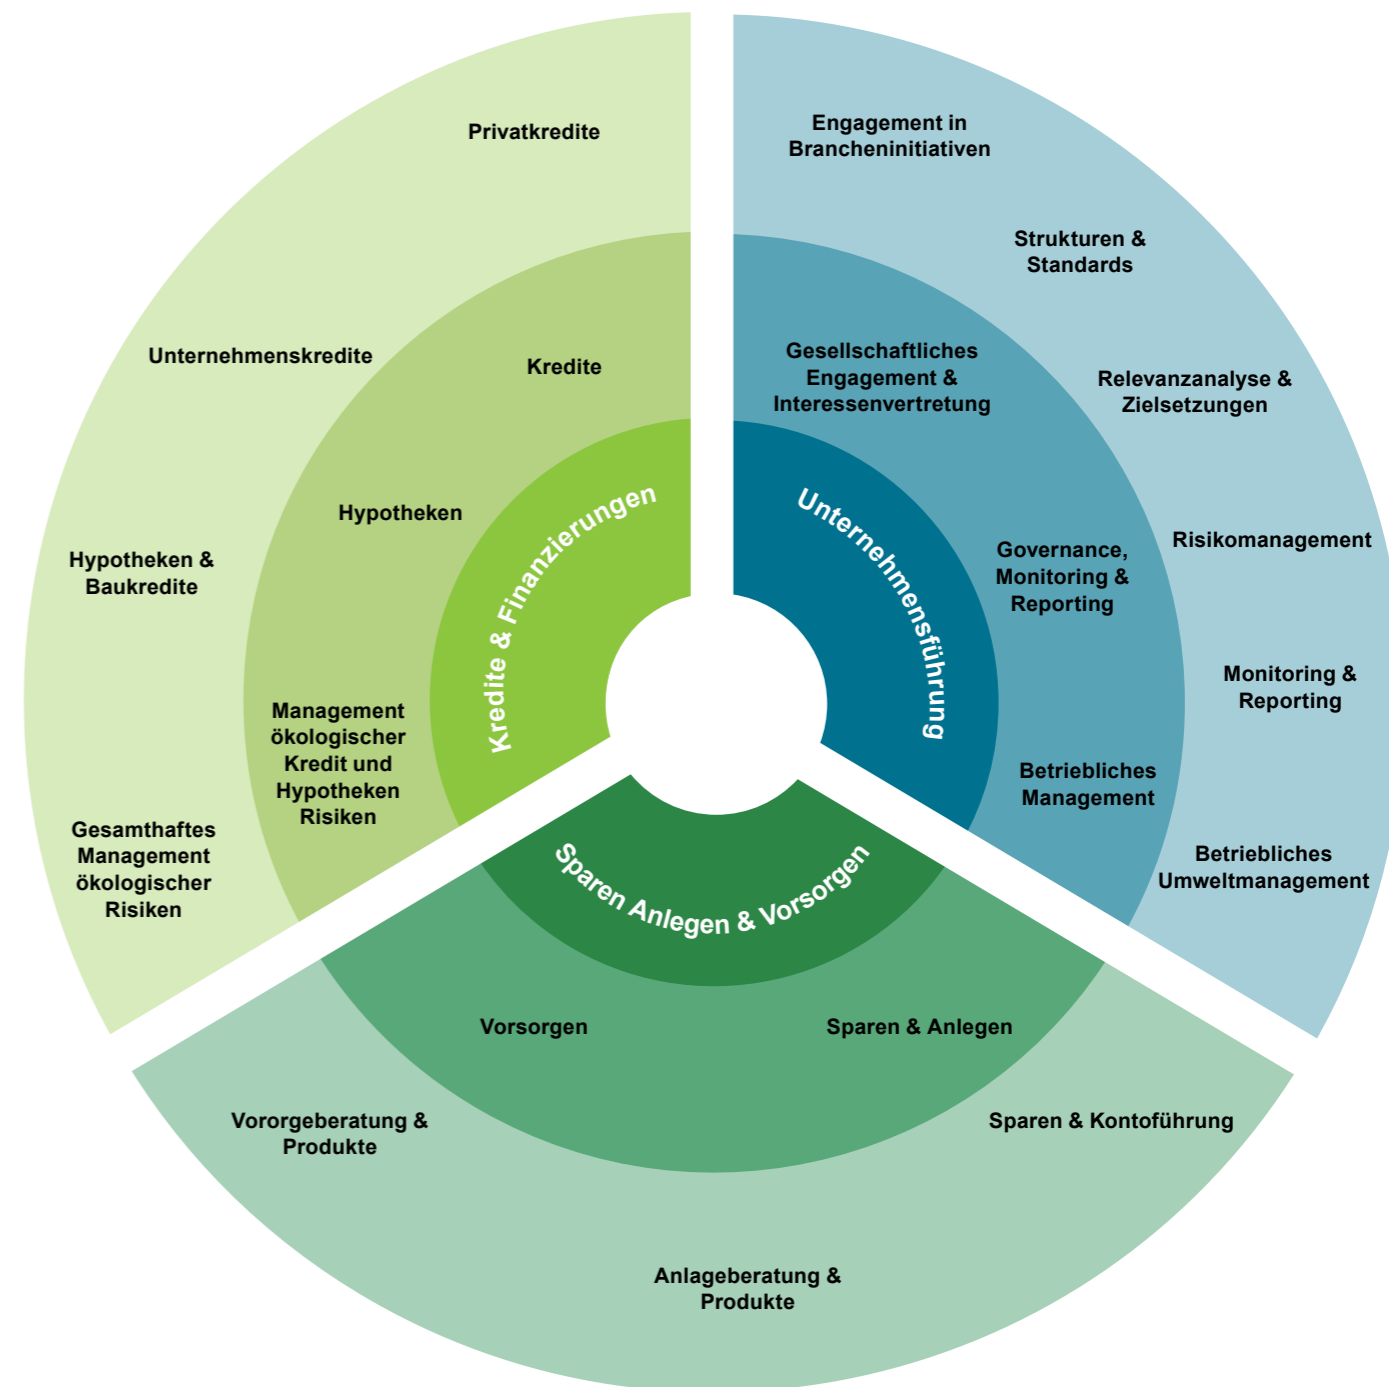 Privatkredite
Unternehmenskredite
Hypotheken &
Baukredite
Gesamthaftes
Management
ökologischer
Risiken
Kredite
Hypotheken
Management
ökologischer
Kredit und
Hypotheken
Risiken
Kredite & Finanzierungen
Engagement in
Brancheninitiativen
Strukturen &
Standards
Relevanzanalyse &
Zielsetzungen
Risikomanagement
Monitoring &
Reporting
Betriebliches
Umweltmanagement
Gesellschaftliches
Engagement &
Interessenvertretung
Governance,
Monitoring &
Reporting
Betriebliches
Management
Unternehmensführung
Sparen Anlegen & Vorsorgen
Vorsorgen
Sparen & Anlegen
Vororgeberatung &
Produkte
Sparen & Kontoführung
Anlageberatung &
Produkte